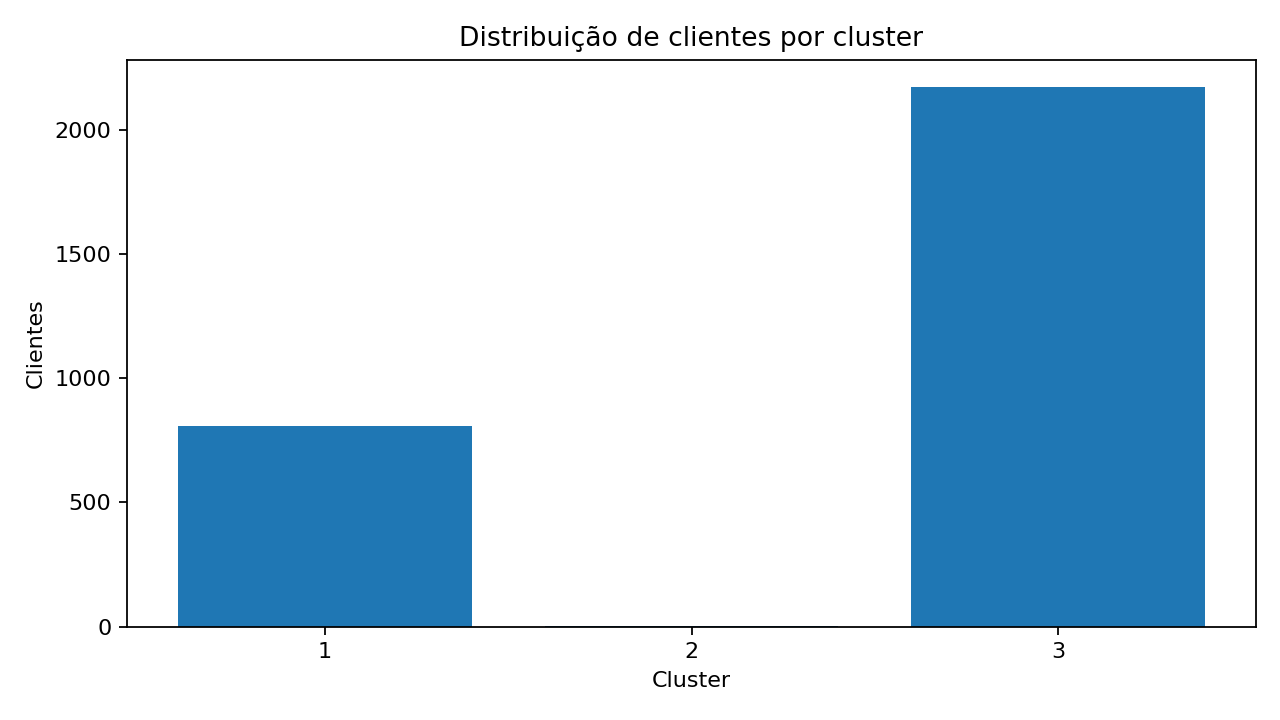 Distribuição de clientes por cluster
Clientes
2000
1500
1000
500
0
1 2 3
Cluster